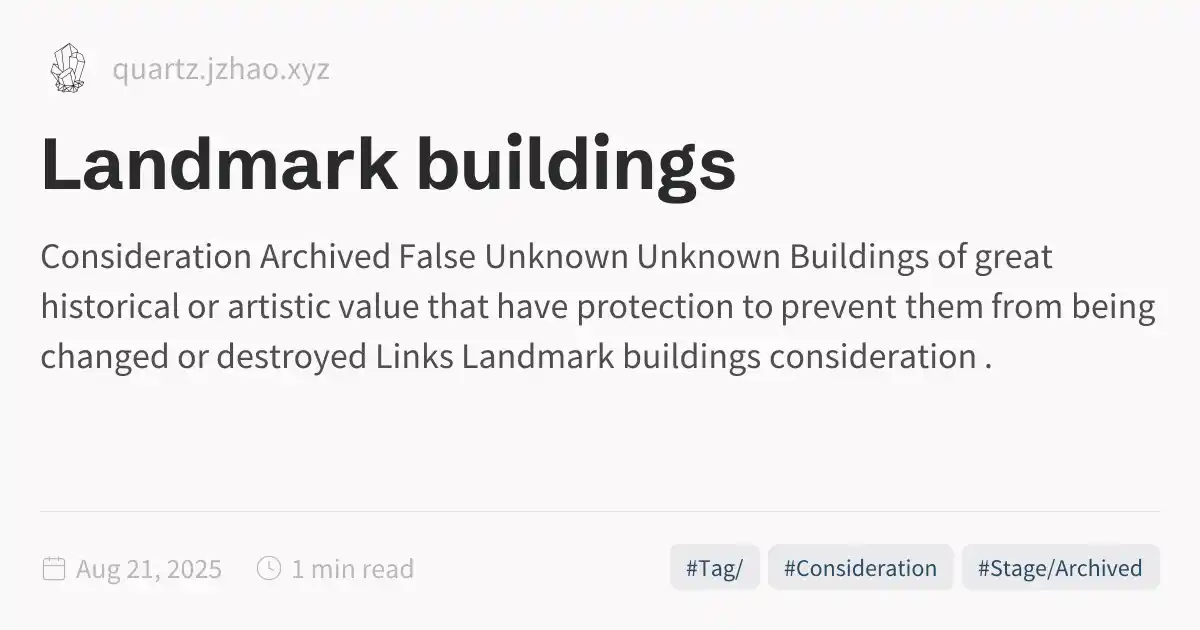 quartz.jzhao.xyz
Landmark buildings
Consideration Archived False Unknown Unknown Buildings of great
historical or artistic value that have protection to prevent them from being
changed or destroyed Links Landmark buildings consideration .
Aug 21, 2025 1 min read #Tag/ #Consideration #Stage/Archived